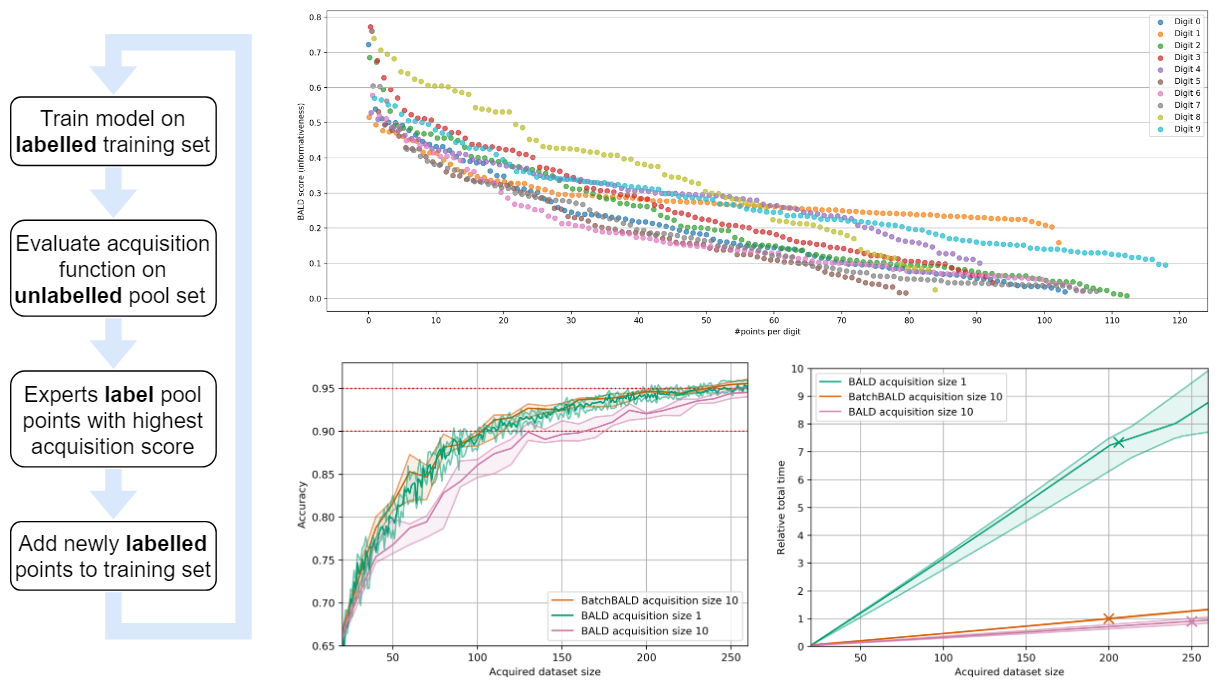 Train model on
labelled training set
Evaluate acquisition
function on
unlabelled pool set
Experts label pool
points with highest
acquisition score
Add newly labelled
points to training set
0.8
0.7
0.6
0.5
0.4
0.3
0.2
0.1
0.0
BALD score (informativeness)
0 10 20 30 40 50 60 70 80 90 100 110 120
#points per digit
Digit 0
Digit 1
Digit 2
Digit 3
Digit 4
Digit 5
Digit 6
Digit 7
Digit 8
Digit 9
0.95
0.90
0.85
0.80
0.75
0.70
0.65
Accuracy
BatchBALD acquisition size 10
BALD acquisition size 1
BALD acquisition size 10
50 100 150 200 250
Acquired dataset size
10
9
8
7
6
5
4
3
2
1
0
Relative total time
BALD acquisition size 1
BatchBALD acquisition size 10
BALD acquisition size 10
50 100 150 200 250
Acquired dataset size